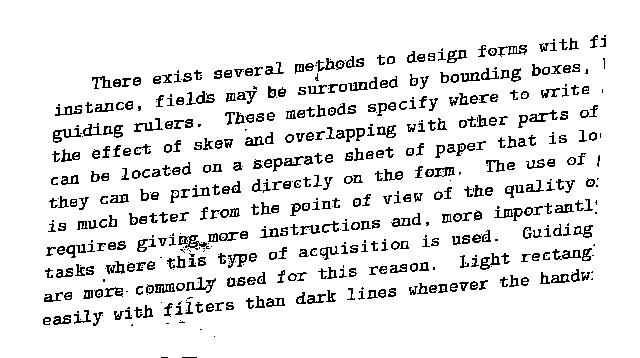 There exist several methods to design forms with fi
instance, fields may be surrounded by bounding boxes,
guiding rulers. These methods specify where to write
the effect of skew and overlapping with other parts of
can be located on a separate sheet of paper that is lo
they can be printed directly on the form. The use of
is much better from the point of view of the quality o
requires giving more instructions and, more importantly
tasks where this type of acquisition is used. Guiding
are more commonly used for this reason. Light rectang
easily with filters than dark lines whenever the handw